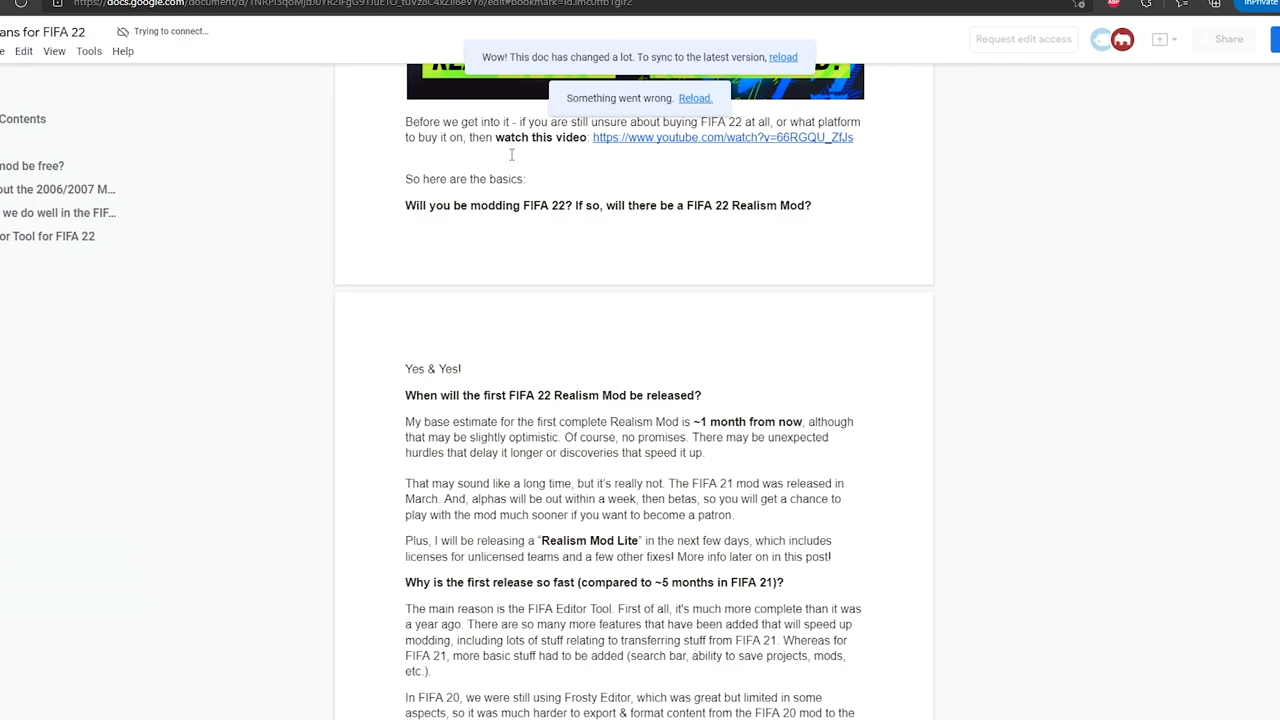 ans for FIFA 22
Trying to connect...
Edit View Tools Help
Request edit access
Share
InPrivate
Wow! This doc has changed a lot. To sync to the latest version, reload
Something went wrong. Reload.
Contents
mod be free?
out the 2006/2007 M...
we do well in the FIF...
or Tool for FIFA 22
Before we get into it - if you are still unsure about buying FIFA 22 at all, or what platform
to buy it on, then watch this video: https://www.youtube.com/watch?v=66RGQU_ZfJs
So here are the basics:
Will you be modding FIFA 22? If so, will there be a FIFA 22 Realism Mod?
Yes & Yes!
When will the first FIFA 22 Realism Mod be released?
My base estimate for the first complete Realism Mod is ~1 month from now, although
that may be slightly optimistic. Of course, no promises. There may be unexpected
hurdles that delay it longer or discoveries that speed it up.
That may sound like a long time, but it's really not. The FIFA 21 mod was released in
March. And, alphas will be out within a week, then betas, so you will get a chance to
play with the mod much sooner if you want to become a patron.
Plus, I will be releasing a “Realism Mod Lite” in the next few days, which includes
licenses for unlicensed teams and a few other fixes! More info later on in this post!
Why is the first release so fast (compared to ~5 months in FIFA 21)?
The main reason is the FIFA Editor Tool. First of all, it's much more complete than it was
a year ago. There are so many more features that have been added that will speed up
modding, including lots of stuff relating to transferring stuff from FIFA 21. Whereas for
FIFA 21, more basic stuff had to be added (search bar, ability to save projects, mods,
etc.).
In FIFA 20, we were still using Frosty Editor, which was great but limited in some
aspects, so it was much harder to export & format content from the FIFA 20 mod to the